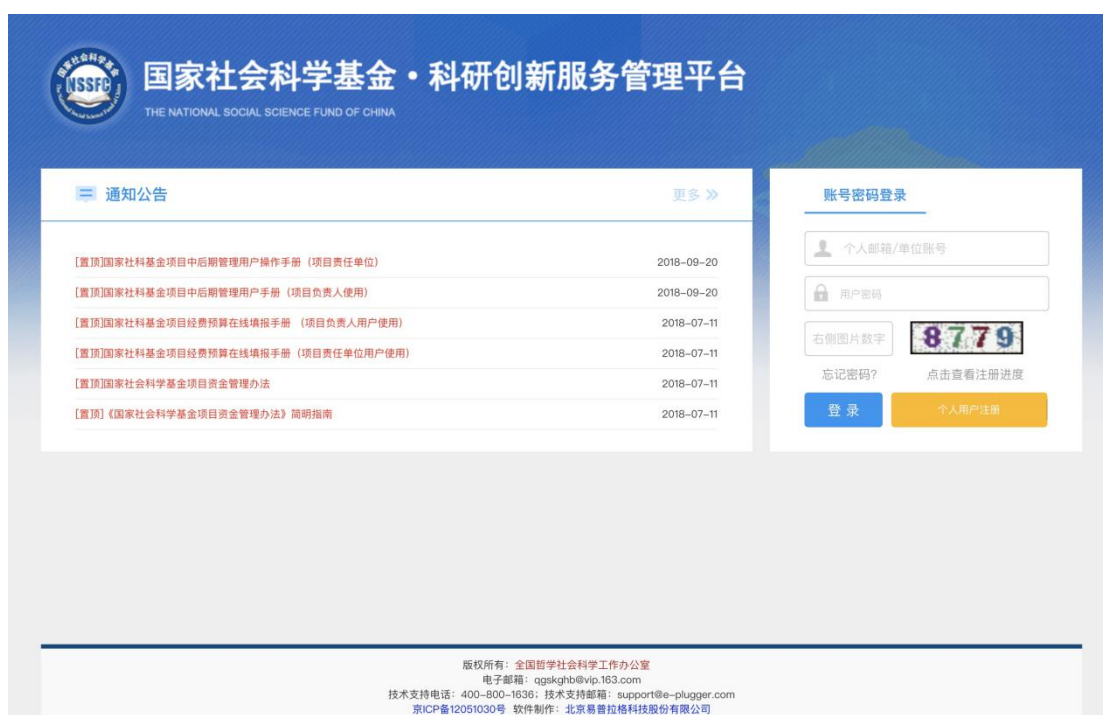 NSSFC
国家社会科学基金·科研创新服务管理平台
THE NATIONAL SOCIAL SCIENCE FUND OF CHINA
通知公告
更多
[置顶]国家社科基金项目中后期管理用户操作手册（项目责任单位） 2018-09-20
[置顶]国家社科基金项目中后期管理用户手册（项目负责人使用） 2018-09-20
[置顶]国家社科基金项目经费预算在线填报手册 （项目负责人用户使用） 2018-07-11
[置顶]国家社科基金项目经费预算在线填报手册（项目责任单位用户使用） 2018-07-11
[置顶]国家社会科学基金项目资金管理办法 2018-07-11
[置顶]《国家社会科学基金项目资金管理办法》简明指南 2018-07-11
账号密码登录
个人邮箱/单位账号
用户密码
右侧图片数字 8779
忘记密码? 点击查看注册进度
登录 个人用户注册
版权所有：全国哲学社会科学工作办公室
电子邮箱：qgskghb@vip.163.com
技术支持电话：400-800-1636；技术支持邮箱：support@e-plugger.com
京ICP备12051030号 软件制作：北京易普拉格科技股份有限公司